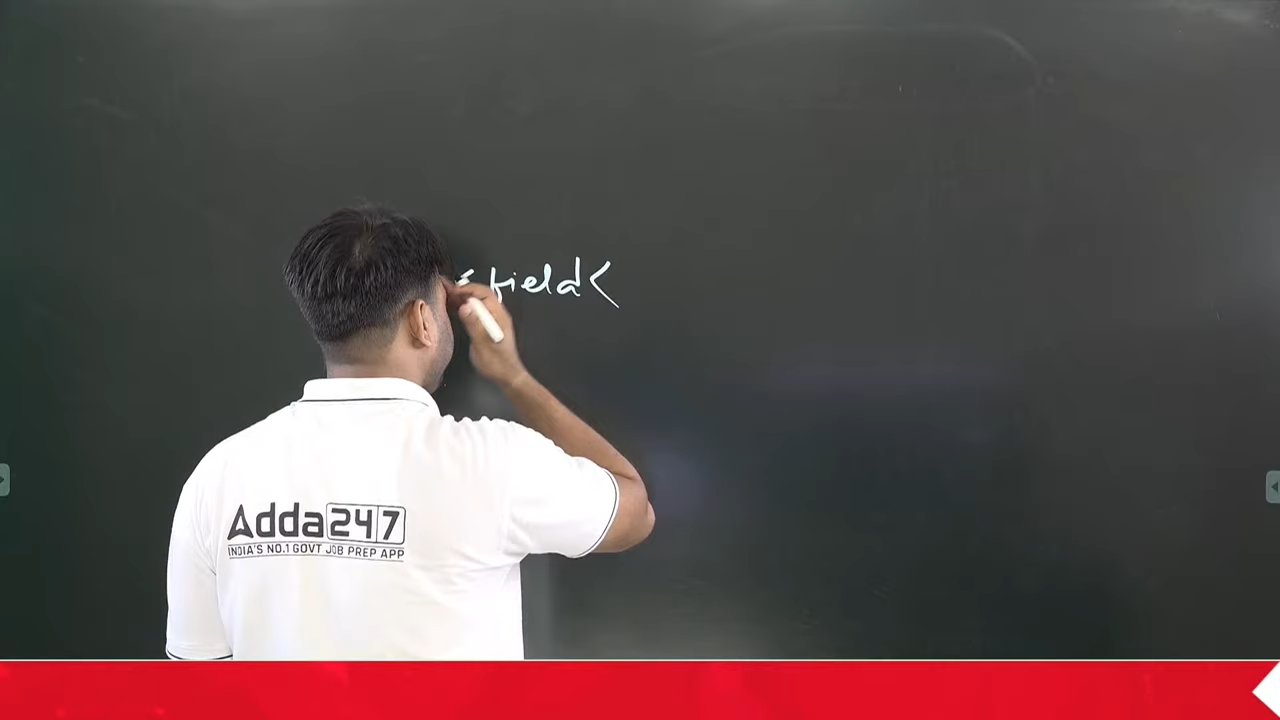 < field <
Adda247
INDIA'S NO.1 GOVT JOB PREP APP